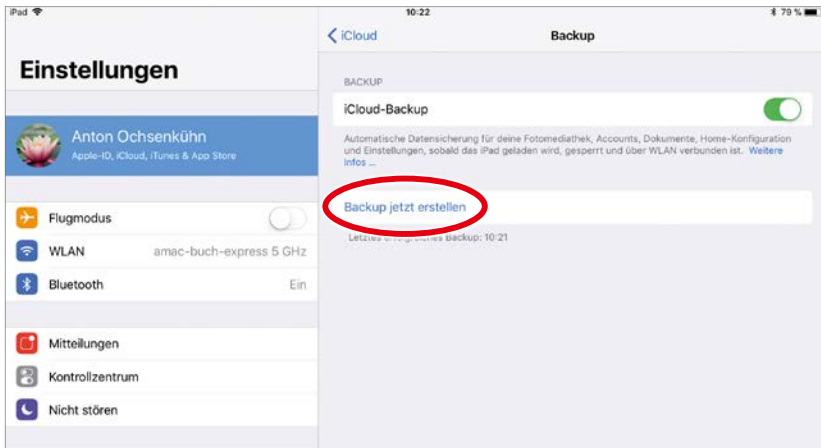 iPad 10:22 79 %
iCloud Backup
Einstellungen
Anton Ochsenkühn
Apple-ID, iCloud, iTunes & App Store
Flugmodus
WLAN amac-buch-express 5 GHz
Bluetooth Ein
Mitteilungen
Kontrollzentrum
Nicht stören
BACKUP
iCloud-Backup
Automatische Datensicherung für deine Fotomediathek, Accounts, Dokumente, Home-Konfiguration
und Einstellungen, sobald das iPad geladen wird, gesperrt und über WLAN verbunden ist. Weitere
Infos ...
Backup jetzt erstellen
Letztes erfolgreiches Backup: 10:21